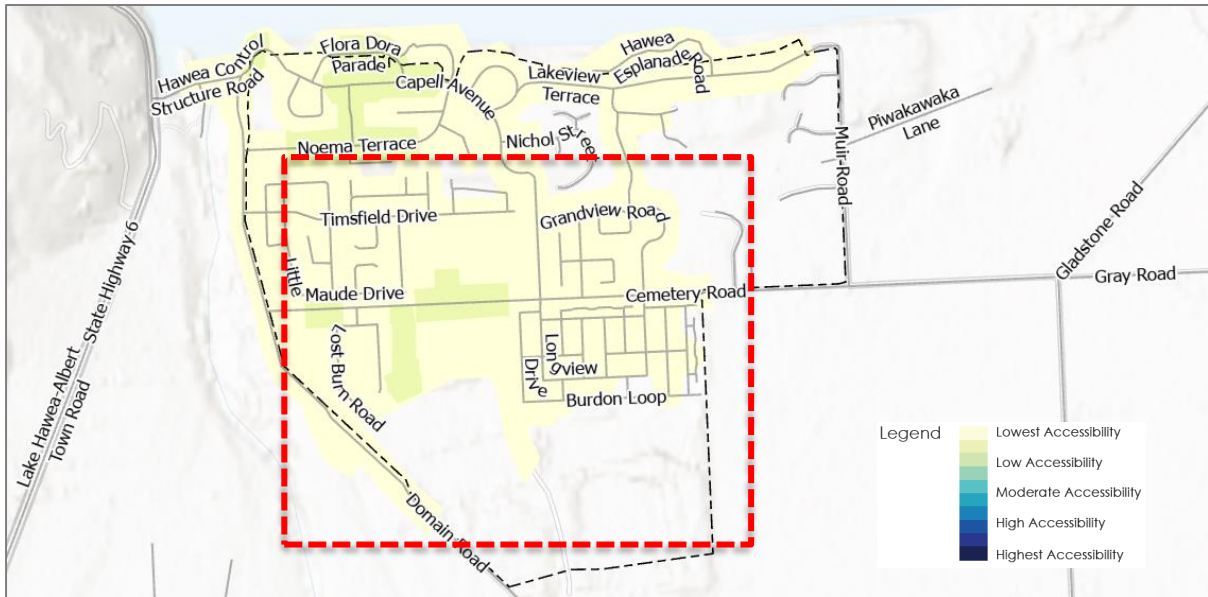 Hawea Control
Structure Road
Flora Dora
Parade
Capell Avenue
Hawea
Esplanade
Road
Lakeview
Terrace
Noema Terrace
Nichol Street
Piwakawaka
Lane
Muir Road
Timsfield Drive
Grandview Road
Gladstone Road
Gray Road
Little
Maude Drive
Cemetery Road
Lake Hawea-Albert
Town Road
State Highway 6
Lost Burn Road
Longview
Drive
Burdon Loop
Domain Road
Legend
Lowest Accessibility
Low Accessibility
Moderate Accessibility
High Accessibility
Highest Accessibility